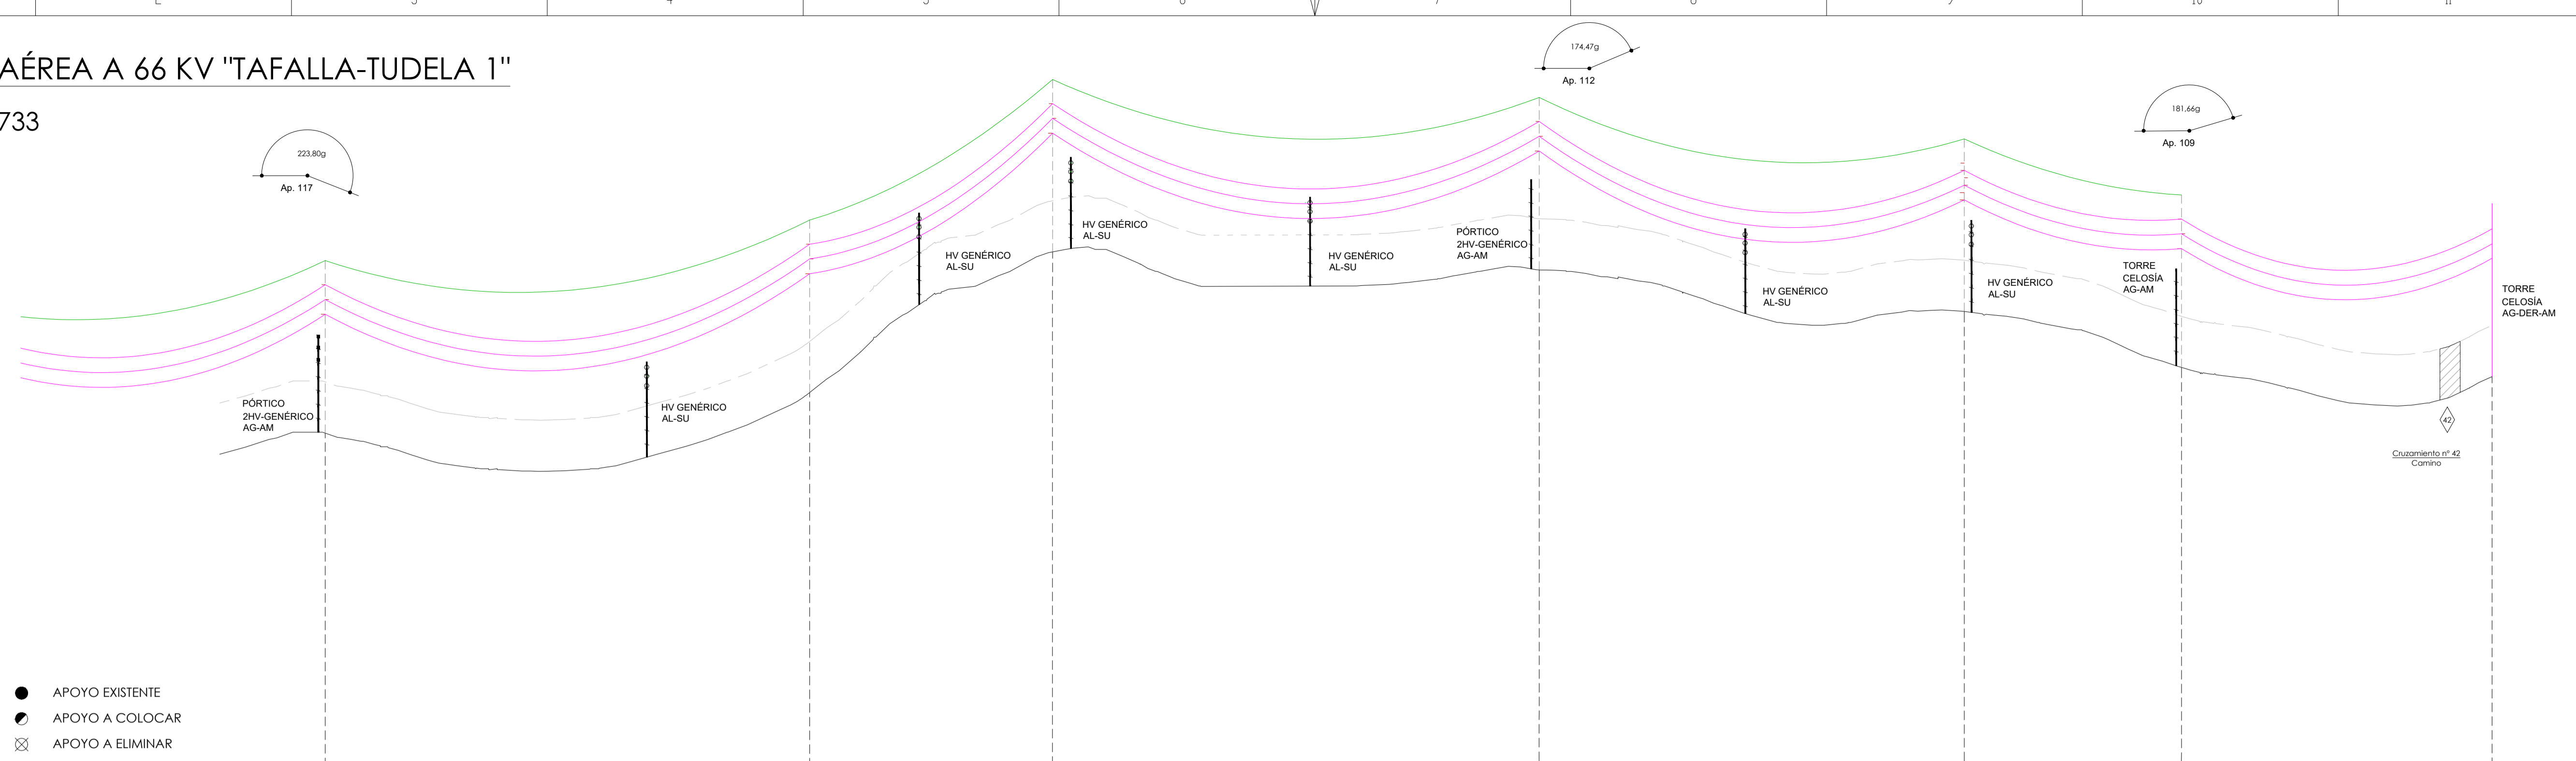 AÉREA A 66 KV "TAFALLA-TUDELA 1"
733
223,80g
Ap. 117
174,47g
Ap. 112
181,66g
Ap. 109
PÓRTICO
2HV-GENÉRICO
AG-AM
HV GENÉRICO
AL-SU
HV GENÉRICO
AL-SU
HV GENÉRICO
AL-SU
HV GENÉRICO
AL-SU
PÓRTICO
2HV-GENÉRICO
AG-AM
HV GENÉRICO
AL-SU
HV GENÉRICO
AL-SU
TORRE
CELOSÍA
AG-AM
TORRE
CELOSÍA
AG-DER-AM
42
Cruzamiento nº 42
Camino
APOYO EXISTENTE
APOYO A COLOCAR
APOYO A ELIMINAR